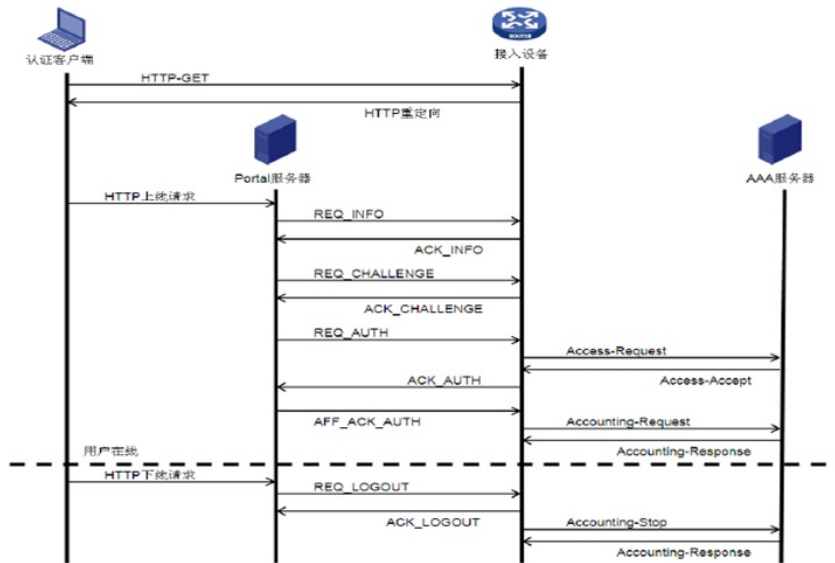 ROUTER
认证客户端
接入设备
HTTP-GET
HTTP重定向
Portal服务器
AAA服务器
HTTP上线请求
REQ_INFO
ACK_INFO
REQ_CHALLENGE
ACK_CHALLENGE
REQ_AUTH
Access-Request
ACK_AUTH
Access-Accept
AFF_ACK_AUTH
Accounting-Request
用户在线
Accounting-Response
HTTP下线请求
REQ_LOGOUT
ACK_LOGOUT
Accounting-Stop
Accounting-Response